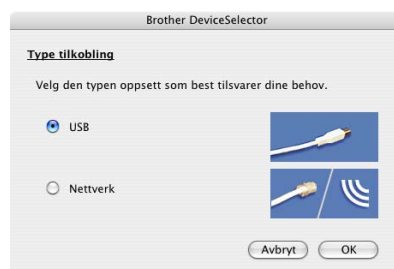 Brother DeviceSelector
Type tilkobling
Velg den typen oppsett som best tilsvarer dine behov.
USB
Nettverk
Avbryt OK